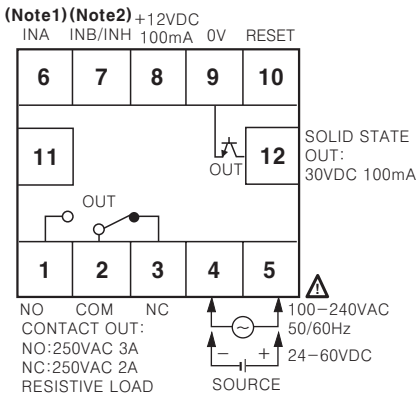 (Note1) (Note2) +12VDC
INA INB/INH 100mA 0V RESET
6 7 8 9 10
11
OUT
12
SOLID STATE
OUT:
30VDC 100mA
OUT
1 2 3 4 5
NO COM NC
CONTACT OUT:
NO:250VAC 3A
NC:250VAC 2A
RESISTIVE LOAD
100-240VAC
50/60Hz
- + 24-60VDC
SOURCE